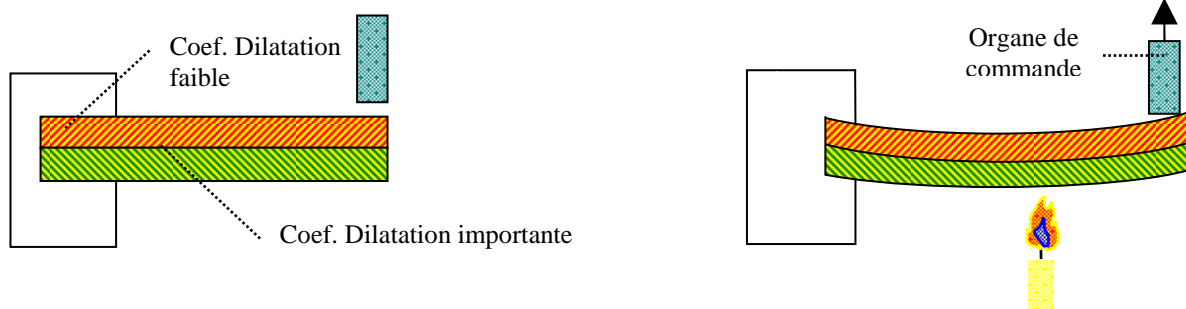 Coef. Dilatation
faible
Coef. Dilatation importante
Organe de
commande